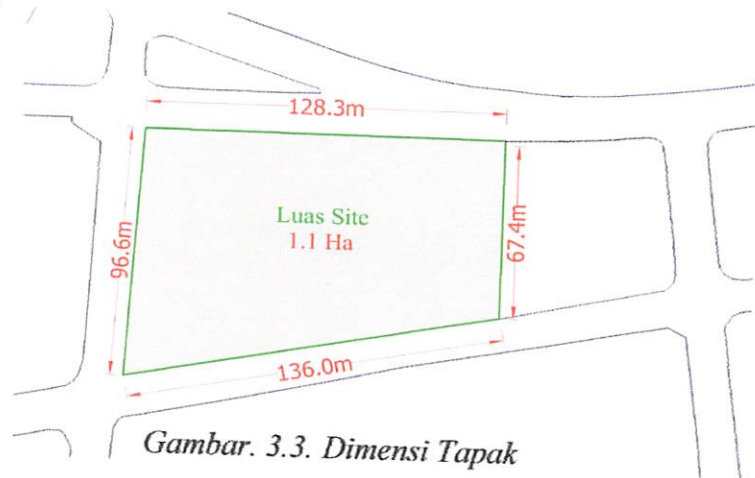 128.3m
Luas Site
1.1 Ha
96.6m
67.4m
136.0m
Gambar. 3.3. Dimensi Tapak